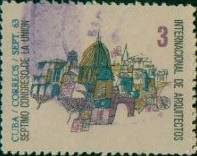 CUBA / CORREOS / SEPT. 63
SEPTIMO CONGRESO DE LA UNION
INTERNACIONAL DE ARQUITECTOS
3